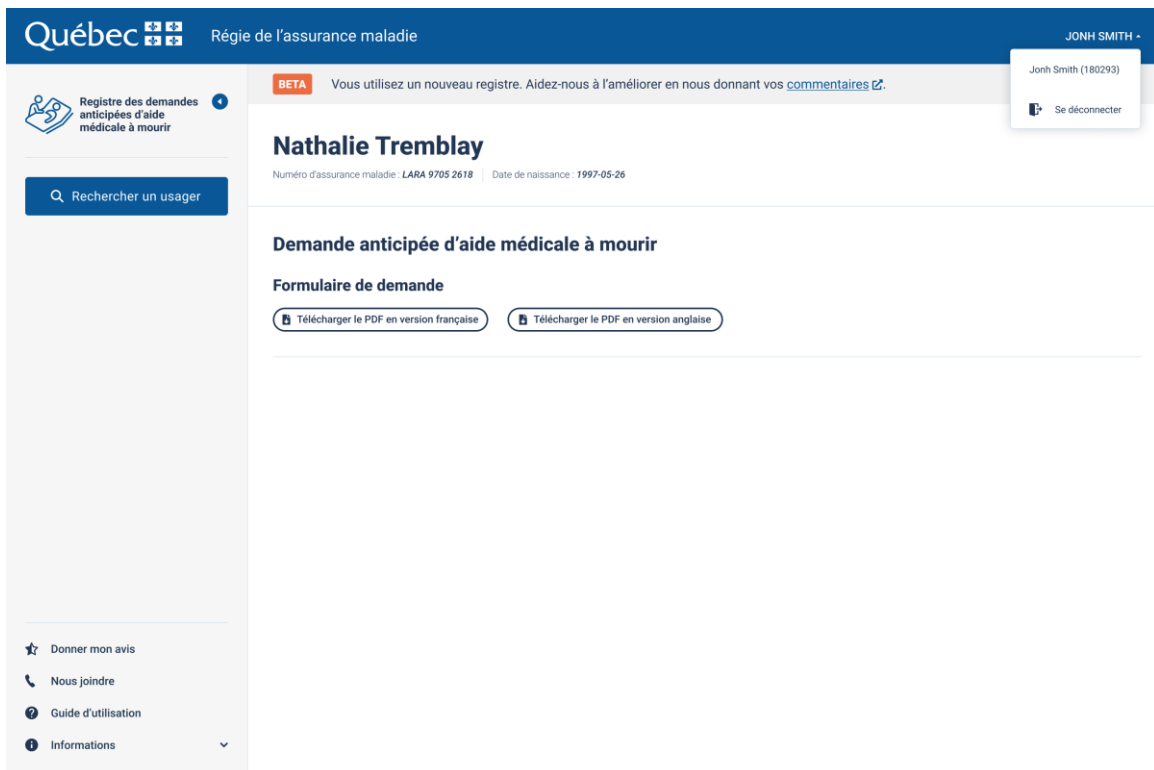 Québec
Régie de l'assurance maladie
JONH SMITH
Jonh Smith (180293)
Se déconnecter
Registre des demandes
anticipées d'aide
médicale à mourir
Rechercher un usager
BETA Vous utilisez un nouveau registre. Aidez-nous à l'améliorer en nous donnant vos commentaires.
Nathalie Tremblay
Numéro d'assurance maladie : LARA 9705 2618 Date de naissance : 1997-05-26
Demande anticipée d'aide médicale à mourir
Formulaire de demande
Télécharger le PDF en version française
Télécharger le PDF en version anglaise
Donner mon avis
Nous joindre
Guide d'utilisation
Informations